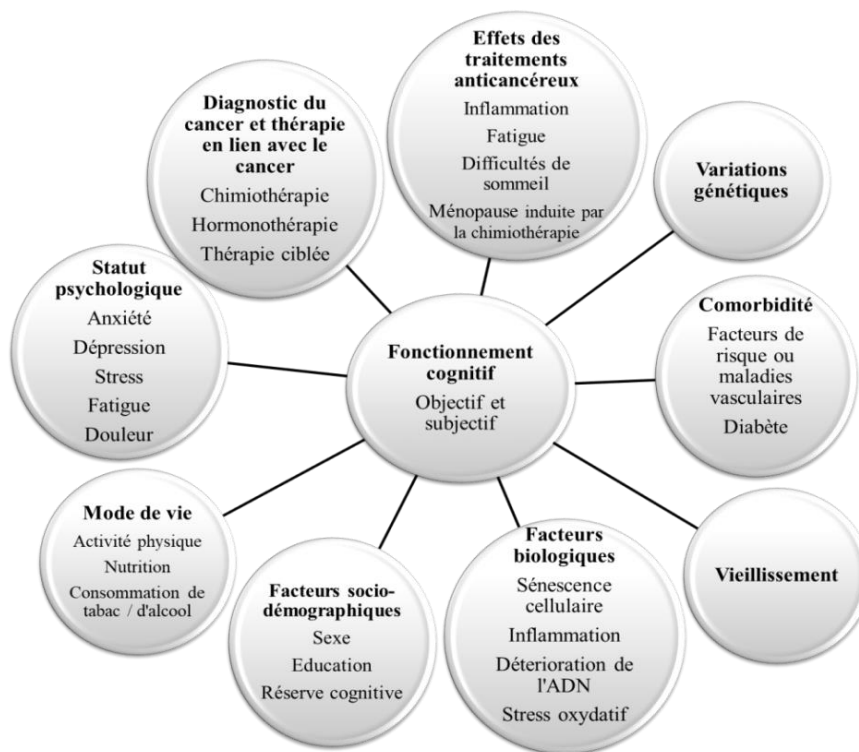 Effets des
traitements
anticancéreux
Inflammation
Fatigue
Difficultés de
sommeil
Ménopause induite par
la chimiothérapie
Diagnostic du
cancer et thérapie
en lien avec le
cancer
Chimiothérapie
Hormonothérapie
Thérapie ciblée
Variations
génétiques
Statut
psychologique
Anxiété
Dépression
Stress
Fatigue
Douleur
Fonctionnement
cognitif
Objectif et
subjectif
Comorbidité
Facteurs de
risque ou
maladies
vasculaires
Diabète
Mode de vie
Activité physique
Nutrition
Consommation de
tabac / d'alcool
Facteurs socio-
démographiques
Sexe
Education
Réserve cognitive
Facteurs
biologiques
Sénescence
cellulaire
Inflammation
Déterioration de
l'ADN
Stress oxydatif
Vieillissement